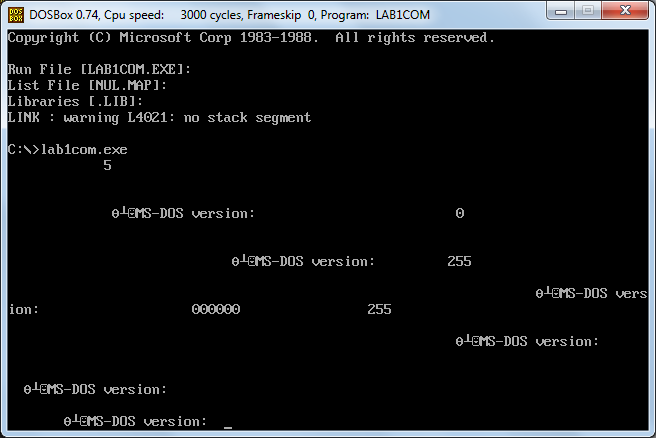 DOSBox 0.74, Cpu speed:     3000 cycles, Frameskip  0, Program:  LAB1COM
Copyright (C) Microsoft Corp 1983-1988.  All rights reserved.
Run File [LAB1COM.EXE]:
List File [NUL.MAP]:
Libraries [.LIB]:
LINK : warning L4021: no stack segment
C:\>lab1com.exe
5
θ┴☺MS-DOS version:                         0
θ┴☺MS-DOS version:         255
θ┴☺MS-DOS vers
ion:                   000000                255
θ┴☺MS-DOS version:
θ┴☺MS-DOS version:
θ┴☺MS-DOS version:  _